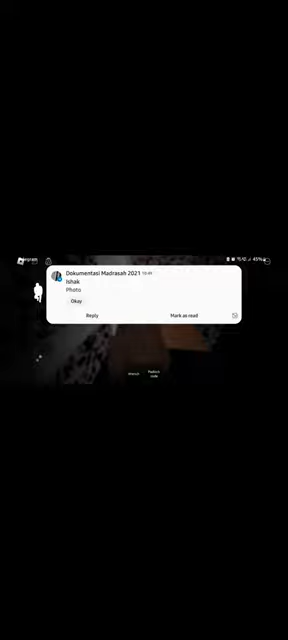 45%
Dokumentasi Madrasah 2021
Ishak
Photo
Okay
Reply
Mark as read